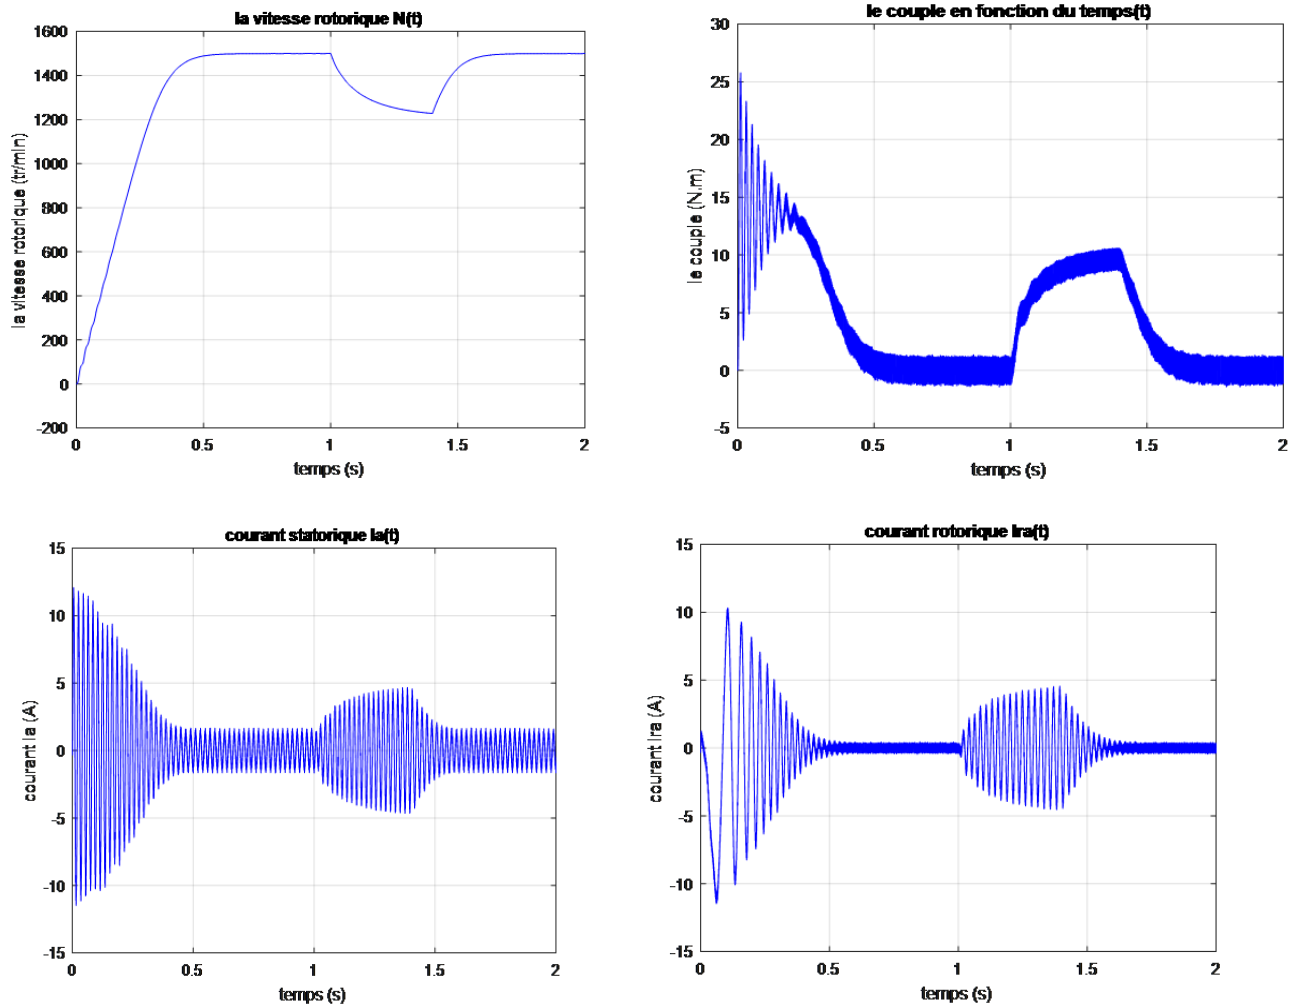 la vitesse rotorique N(t)
1600
1400
1200
1000
800
600
400
200
0
-200
la vitesse rotorique (tr/min)
0 0.5 1 1.5 2
temps (s)
le couple en fonction du temps(t)
30
25
20
15
10
5
0
-5
le couple (N.m)
0 0.5 1 1.5 2
temps (s)
courant statorique Ia(t)
15
10
5
0
-5
-10
-15
courant Ia (A)
0 0.5 1 1.5 2
temps (s)
courant rotorique Ira(t)
15
10
5
0
-5
-10
-15
courant Ira (A)
0 0.5 1 1.5 2
temps (s)